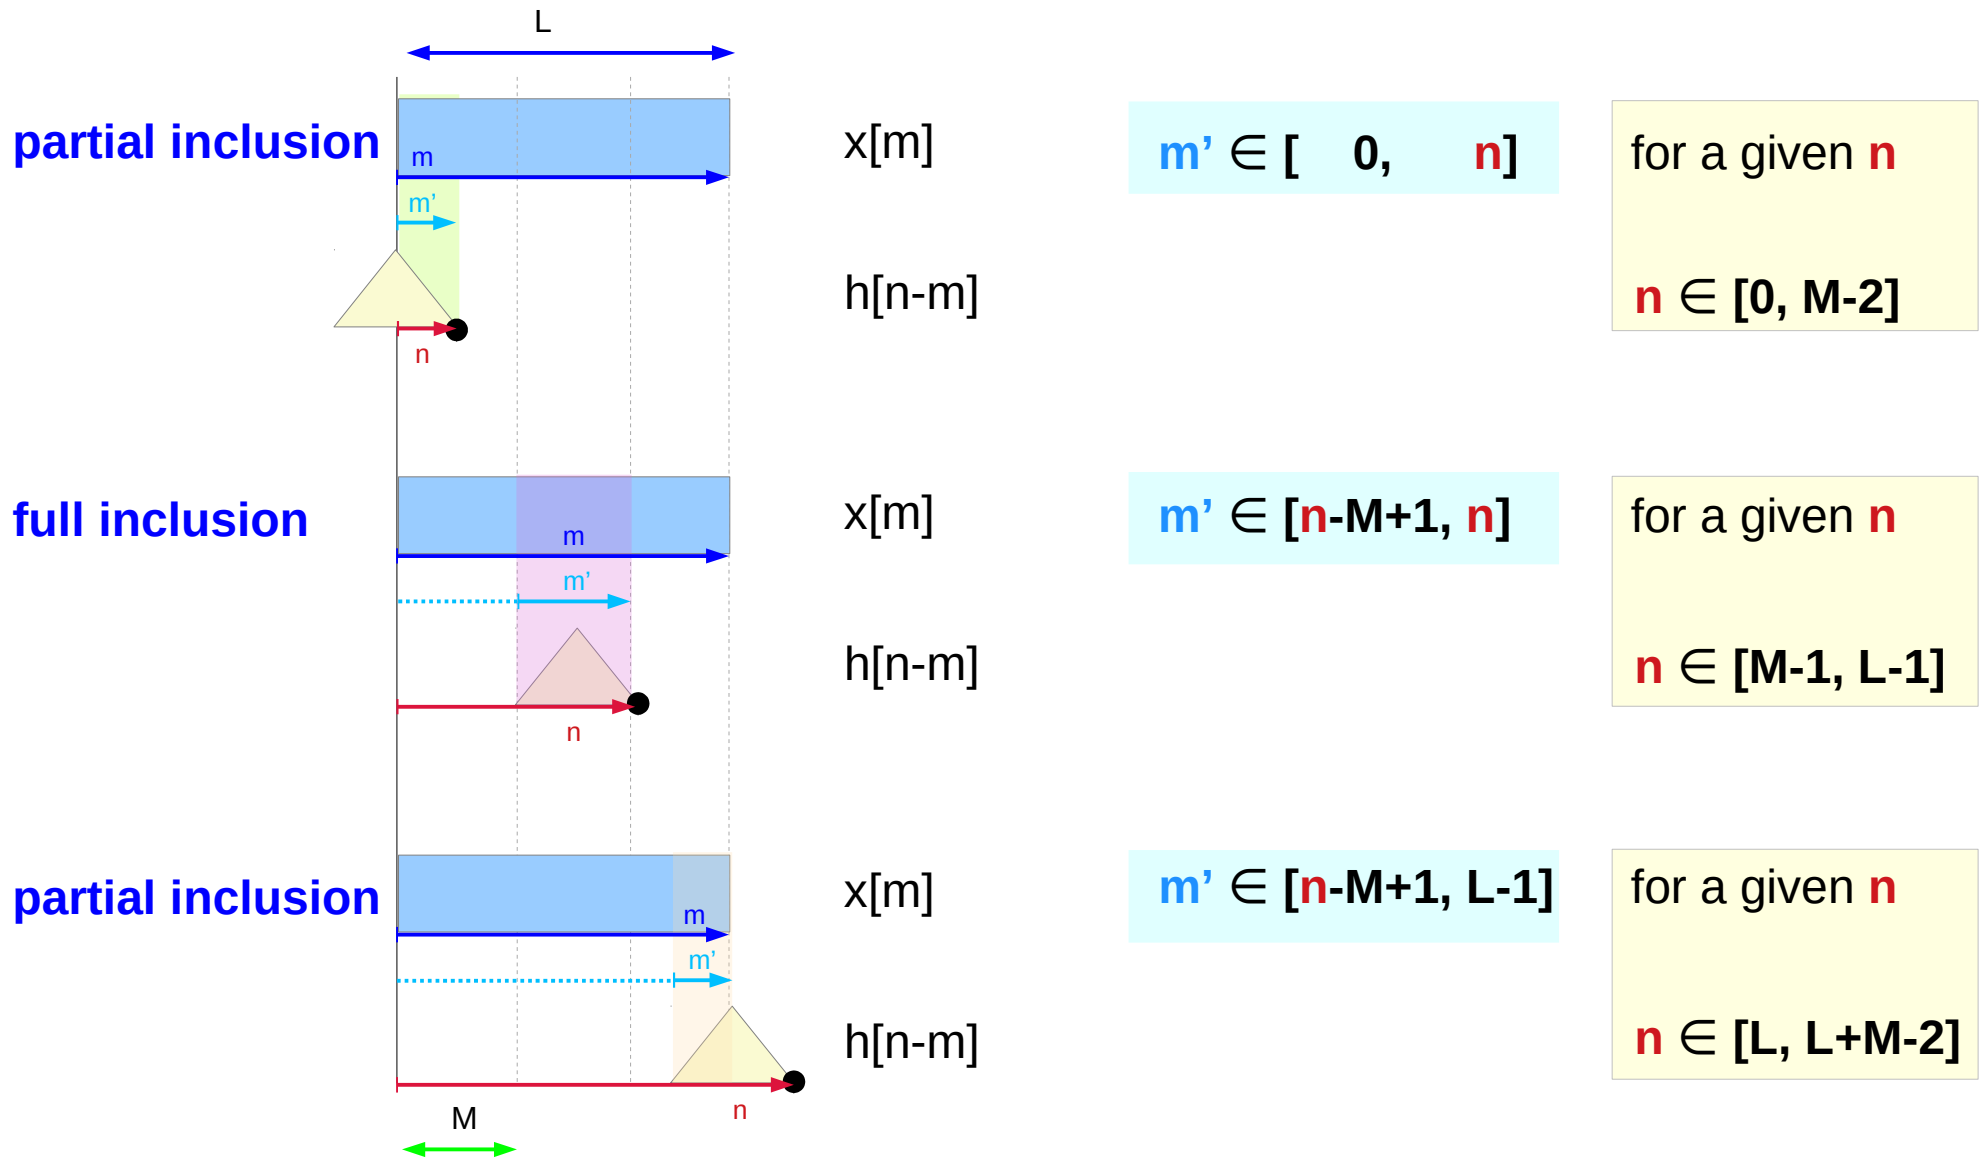 L
partial inclusion
m
x[m]
m’ ∈ [ 0, n]
for a given n
m’
h[n-m]
n ∈ [0, M-2]
n
full inclusion
m
x[m]
m’ ∈ [n-M+1, n]
for a given n
m’
h[n-m]
n ∈ [M-1, L-1]
n
partial inclusion
m
x[m]
m’ ∈ [n-M+1, L-1]
for a given n
m’
h[n-m]
n ∈ [L, L+M-2]
n
M